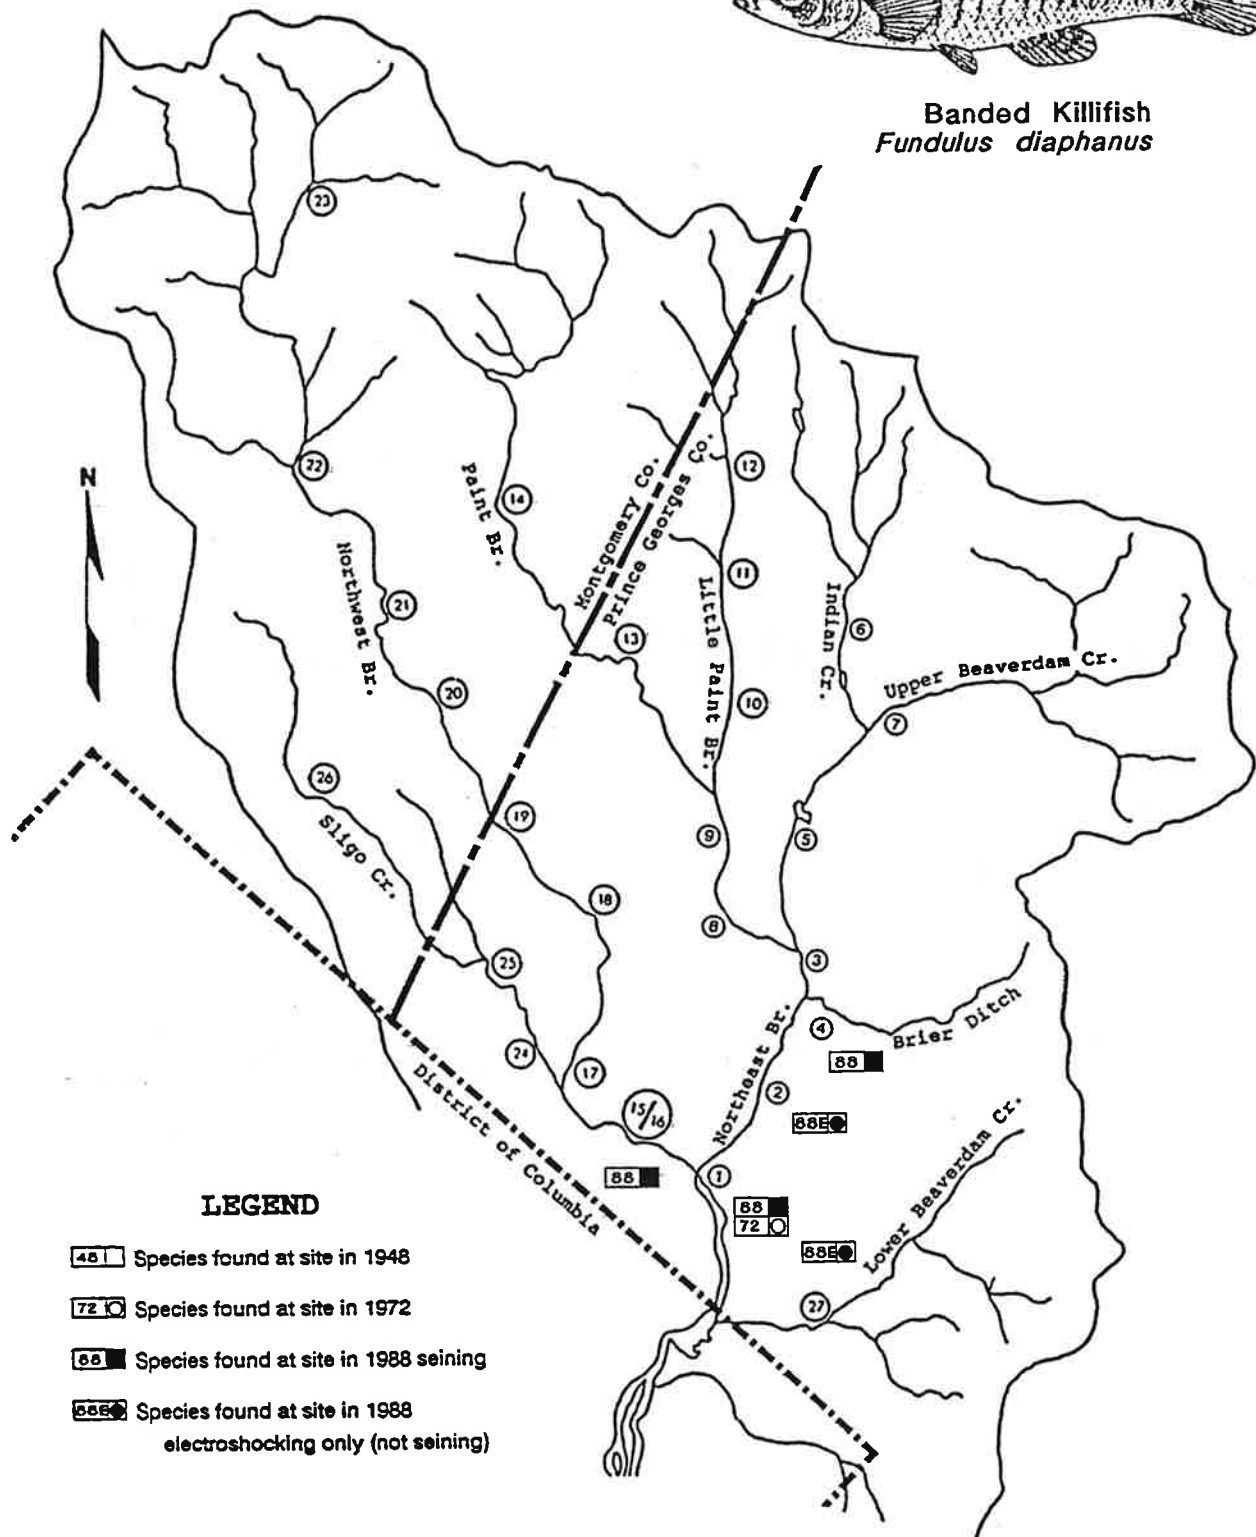 Banded Killifish
Fundulus diaphanus
23
N
22
Paint Br.
14
Montgomery Co.
Prince Georges Co.
12
Northwest Br.
21
11
Little Paint Br.
Indian Cr.
6
13
20
10
Upper Beaverdam Cr.
7
26
Sligo Cr.
19
9
5
18
8
25
3
24
17
Northeast Br.
4
Brier Ditch
88
2
88E
District of Columbia
15/16
88
1
88
72
88E
Lower Beaverdam Cr.
27
LEGEND
48 Species found at site in 1948
72 Species found at site in 1972
88 Species found at site in 1988 seining
88E Species found at site in 1988
electroshocking only (not seining)